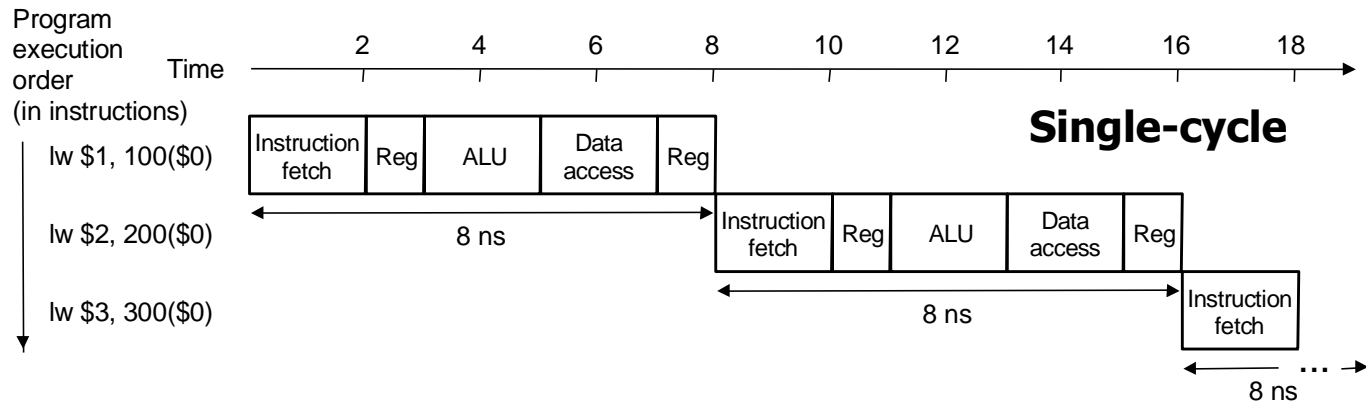 Program
execution
order
(in instructions)
Time
2 4 6 8 10 12 14 16 18
Single-cycle
lw $1, 100($0)
Instruction
fetch
Reg
ALU
Data
access
Reg
8 ns
lw $2, 200($0)
Instruction
fetch
Reg
ALU
Data
access
Reg
8 ns
lw $3, 300($0)
Instruction
fetch
...
8 ns